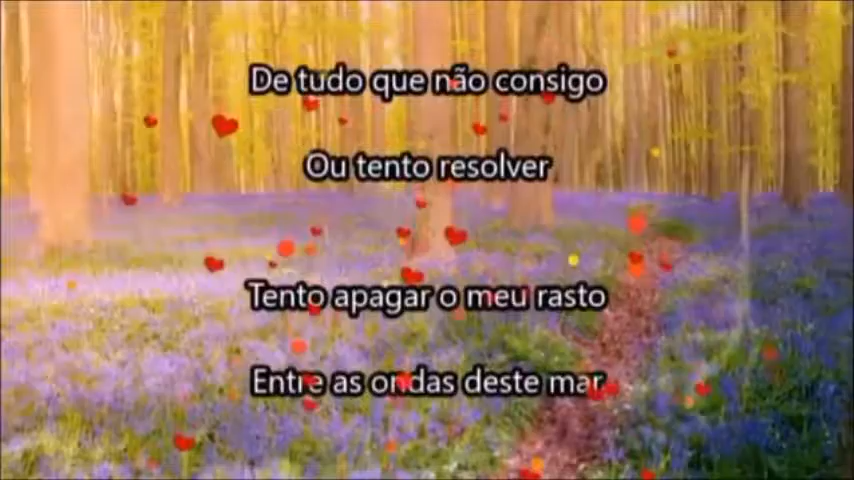 De tudo que não consigo
Ou tento resolver
Tento apagar o meu rasto
Entre as ondas deste mar